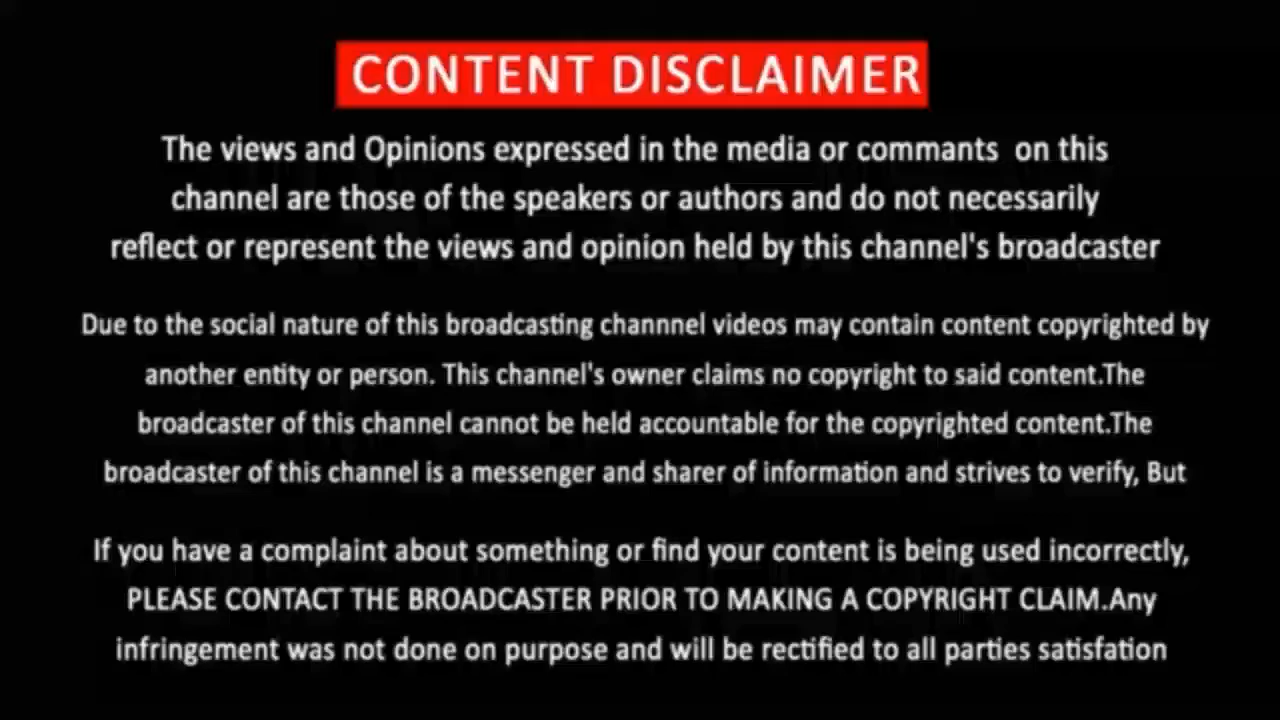 CONTENT DISCLAIMER
The views and Opinions expressed in the media or commants on this
channel are those of the speakers or authors and do not necessarily
reflect or represent the views and opinion held by this channel's broadcaster
Due to the social nature of this broadcasting channnel videos may contain content copyrighted by
another entity or person. This channel's owner claims no copyright to said content.The
broadcaster of this channel cannot be held accountable for the copyrighted content.The
broadcaster of this channel is a messenger and sharer of information and strives to verify, But
If you have a complaint about something or find your content is being used incorrectly,
PLEASE CONTACT THE BROADCASTER PRIOR TO MAKING A COPYRIGHT CLAIM.Any
infringement was not done on purpose and will be rectified to all parties satisfation